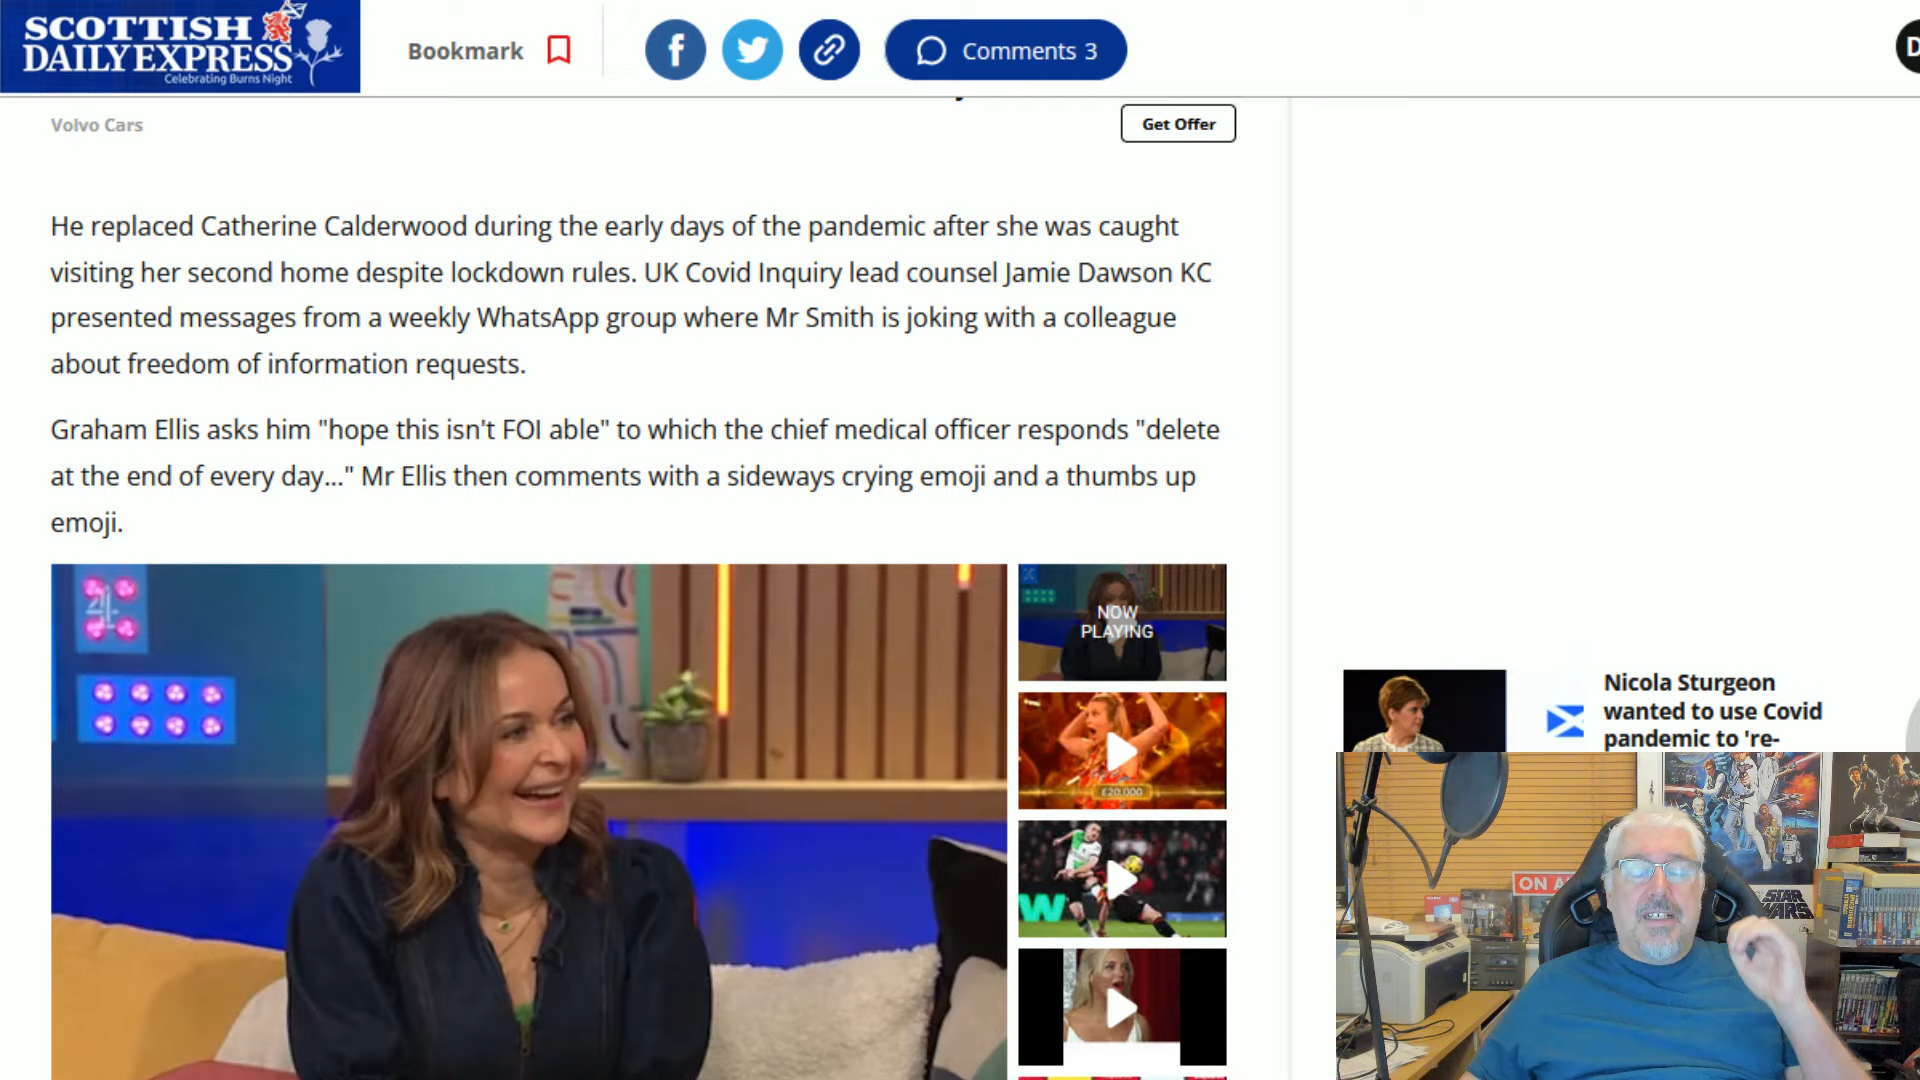 SCOTTISH
DAILY EXPRESS
Celebrating Burns Night
Bookmark
Comments 3
D
Volvo Cars
Get Offer
He replaced Catherine Calderwood during the early days of the pandemic after she was caught
visiting her second home despite lockdown rules. UK Covid Inquiry lead counsel Jamie Dawson KC
presented messages from a weekly WhatsApp group where Mr Smith is joking with a colleague
about freedom of information requests.
Graham Ellis asks him "hope this isn't FOI able" to which the chief medical officer responds "delete
at the end of every day..." Mr Ellis then comments with a sideways crying emoji and a thumbs up
emoji.
4
NOW
PLAYING
£20,000
W
Nicola Sturgeon
wanted to use Covid
pandemic to 're-
ON A
STAR
WARS